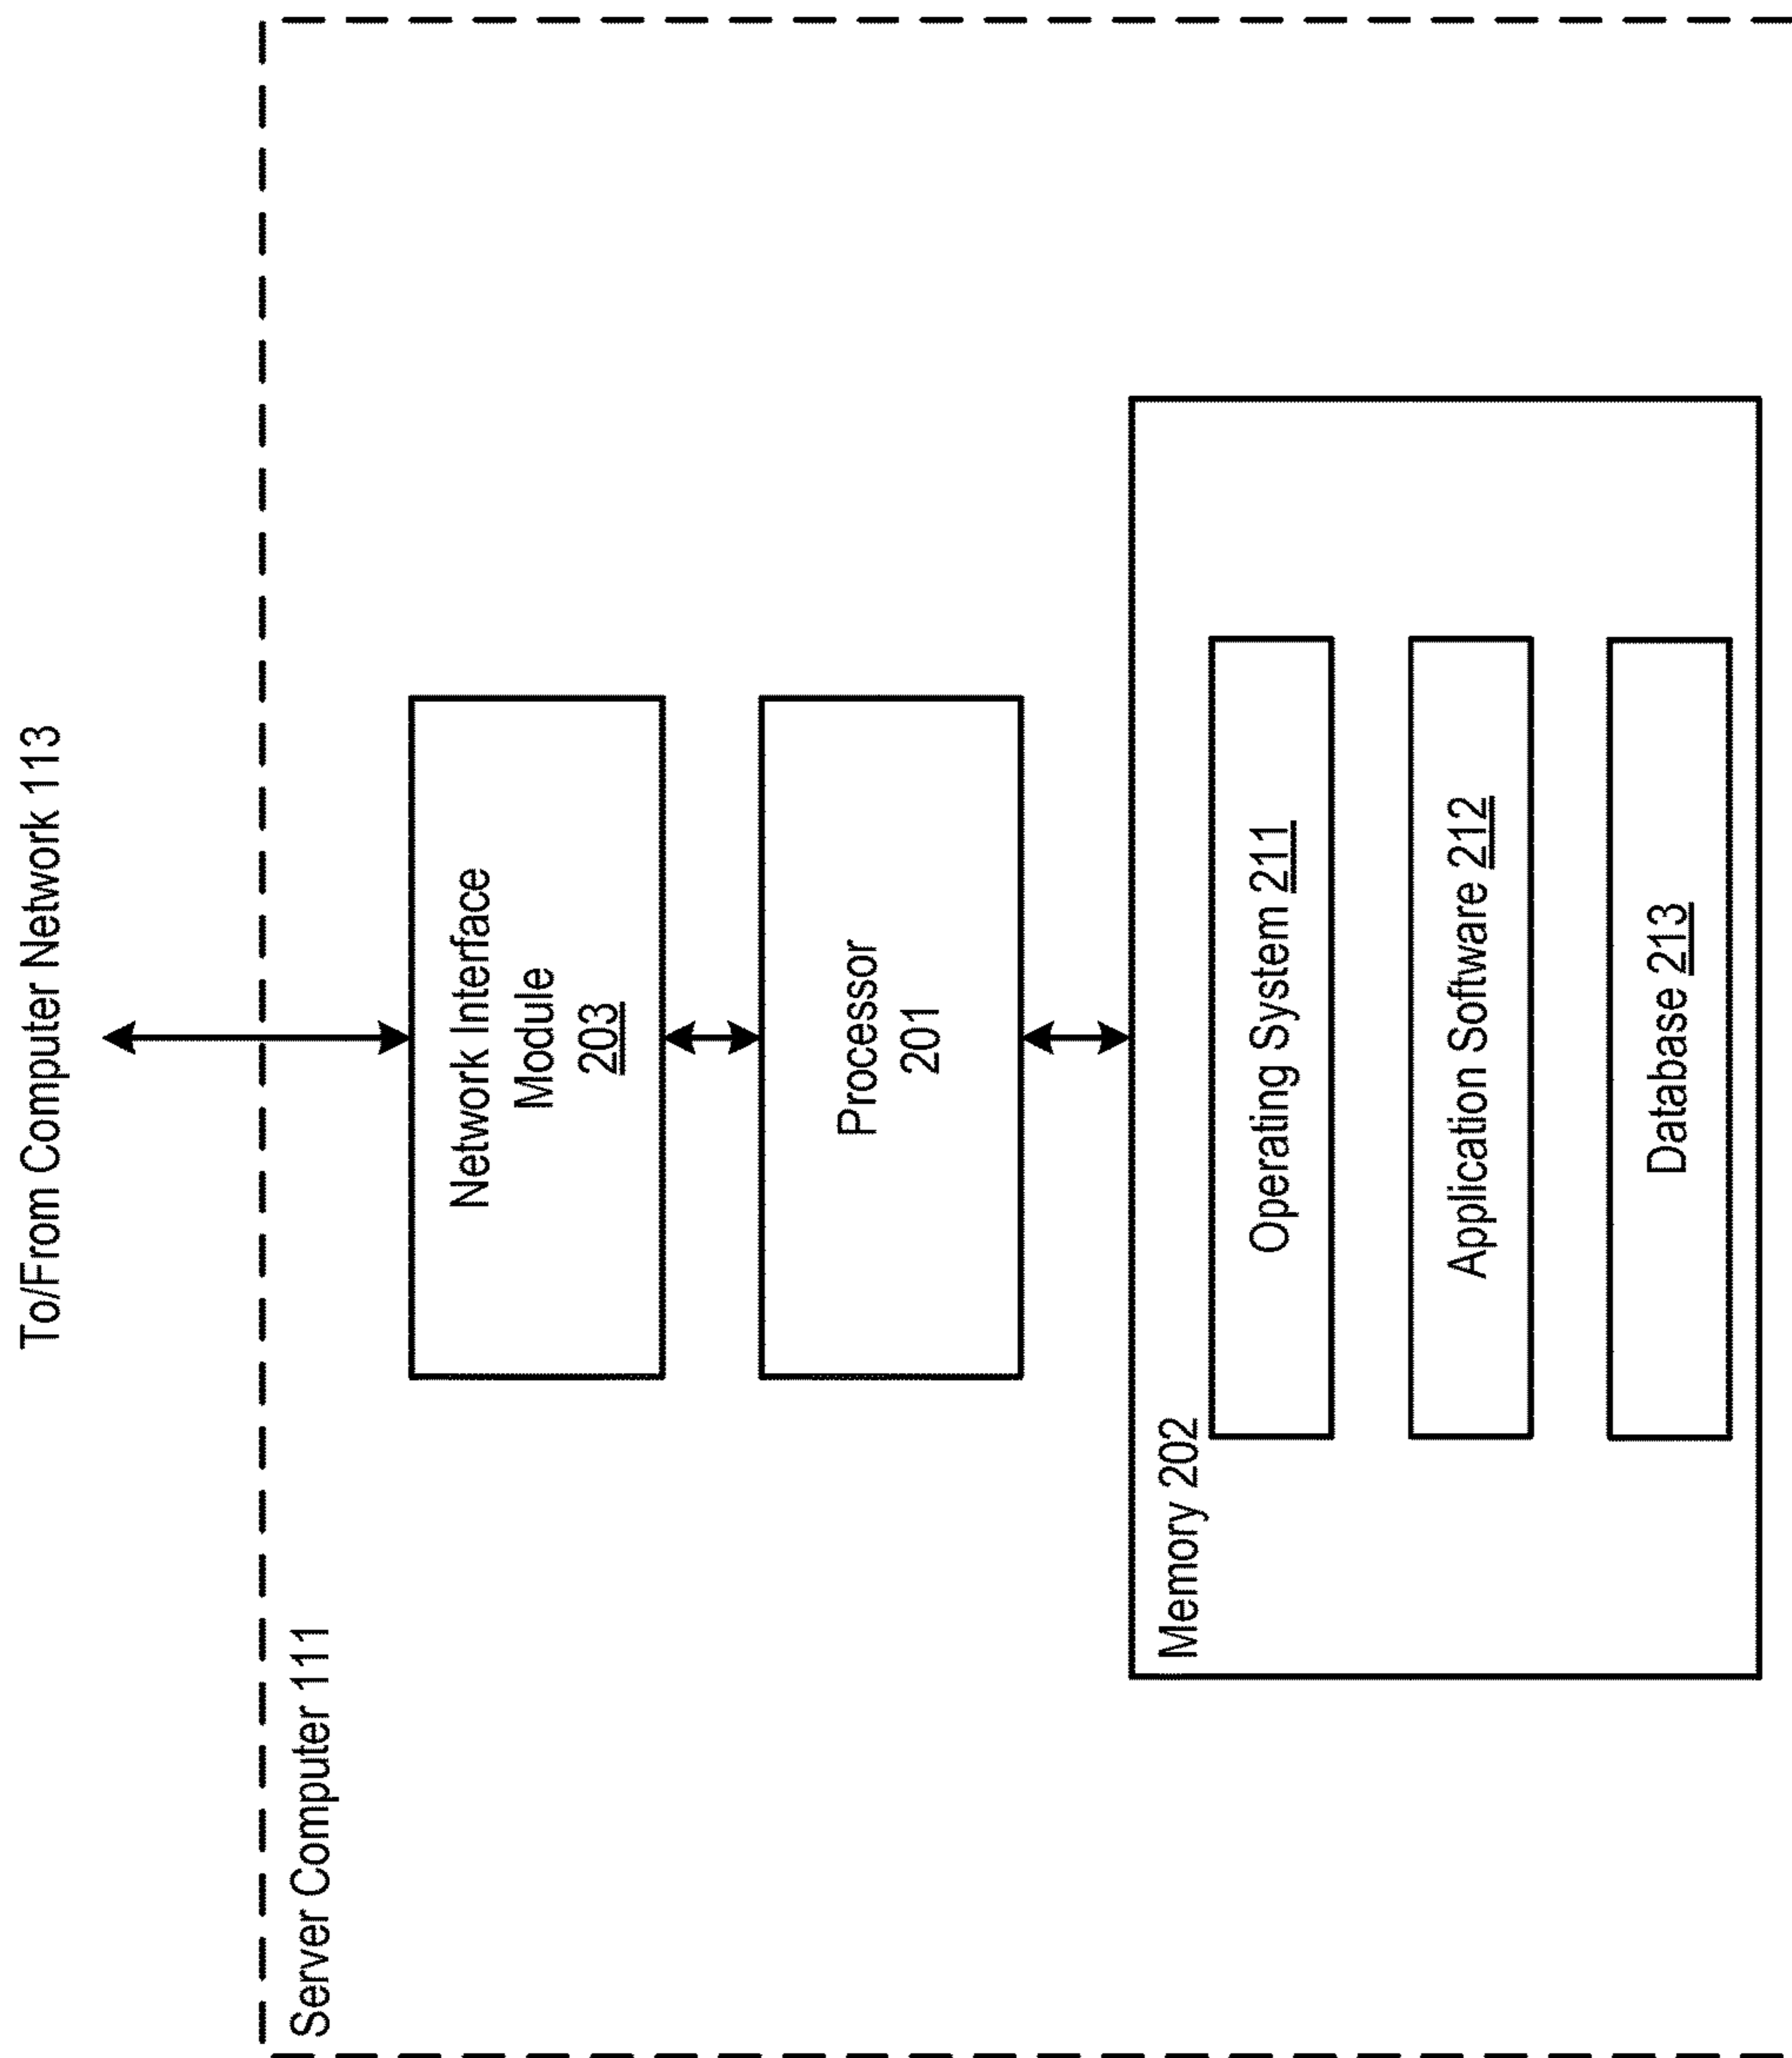 To/From Computer Network 113
Server Computer 111
Network Interface
Module
203
Processor
201
Memory 202
Operating System 211
Application Software 212
Database 213